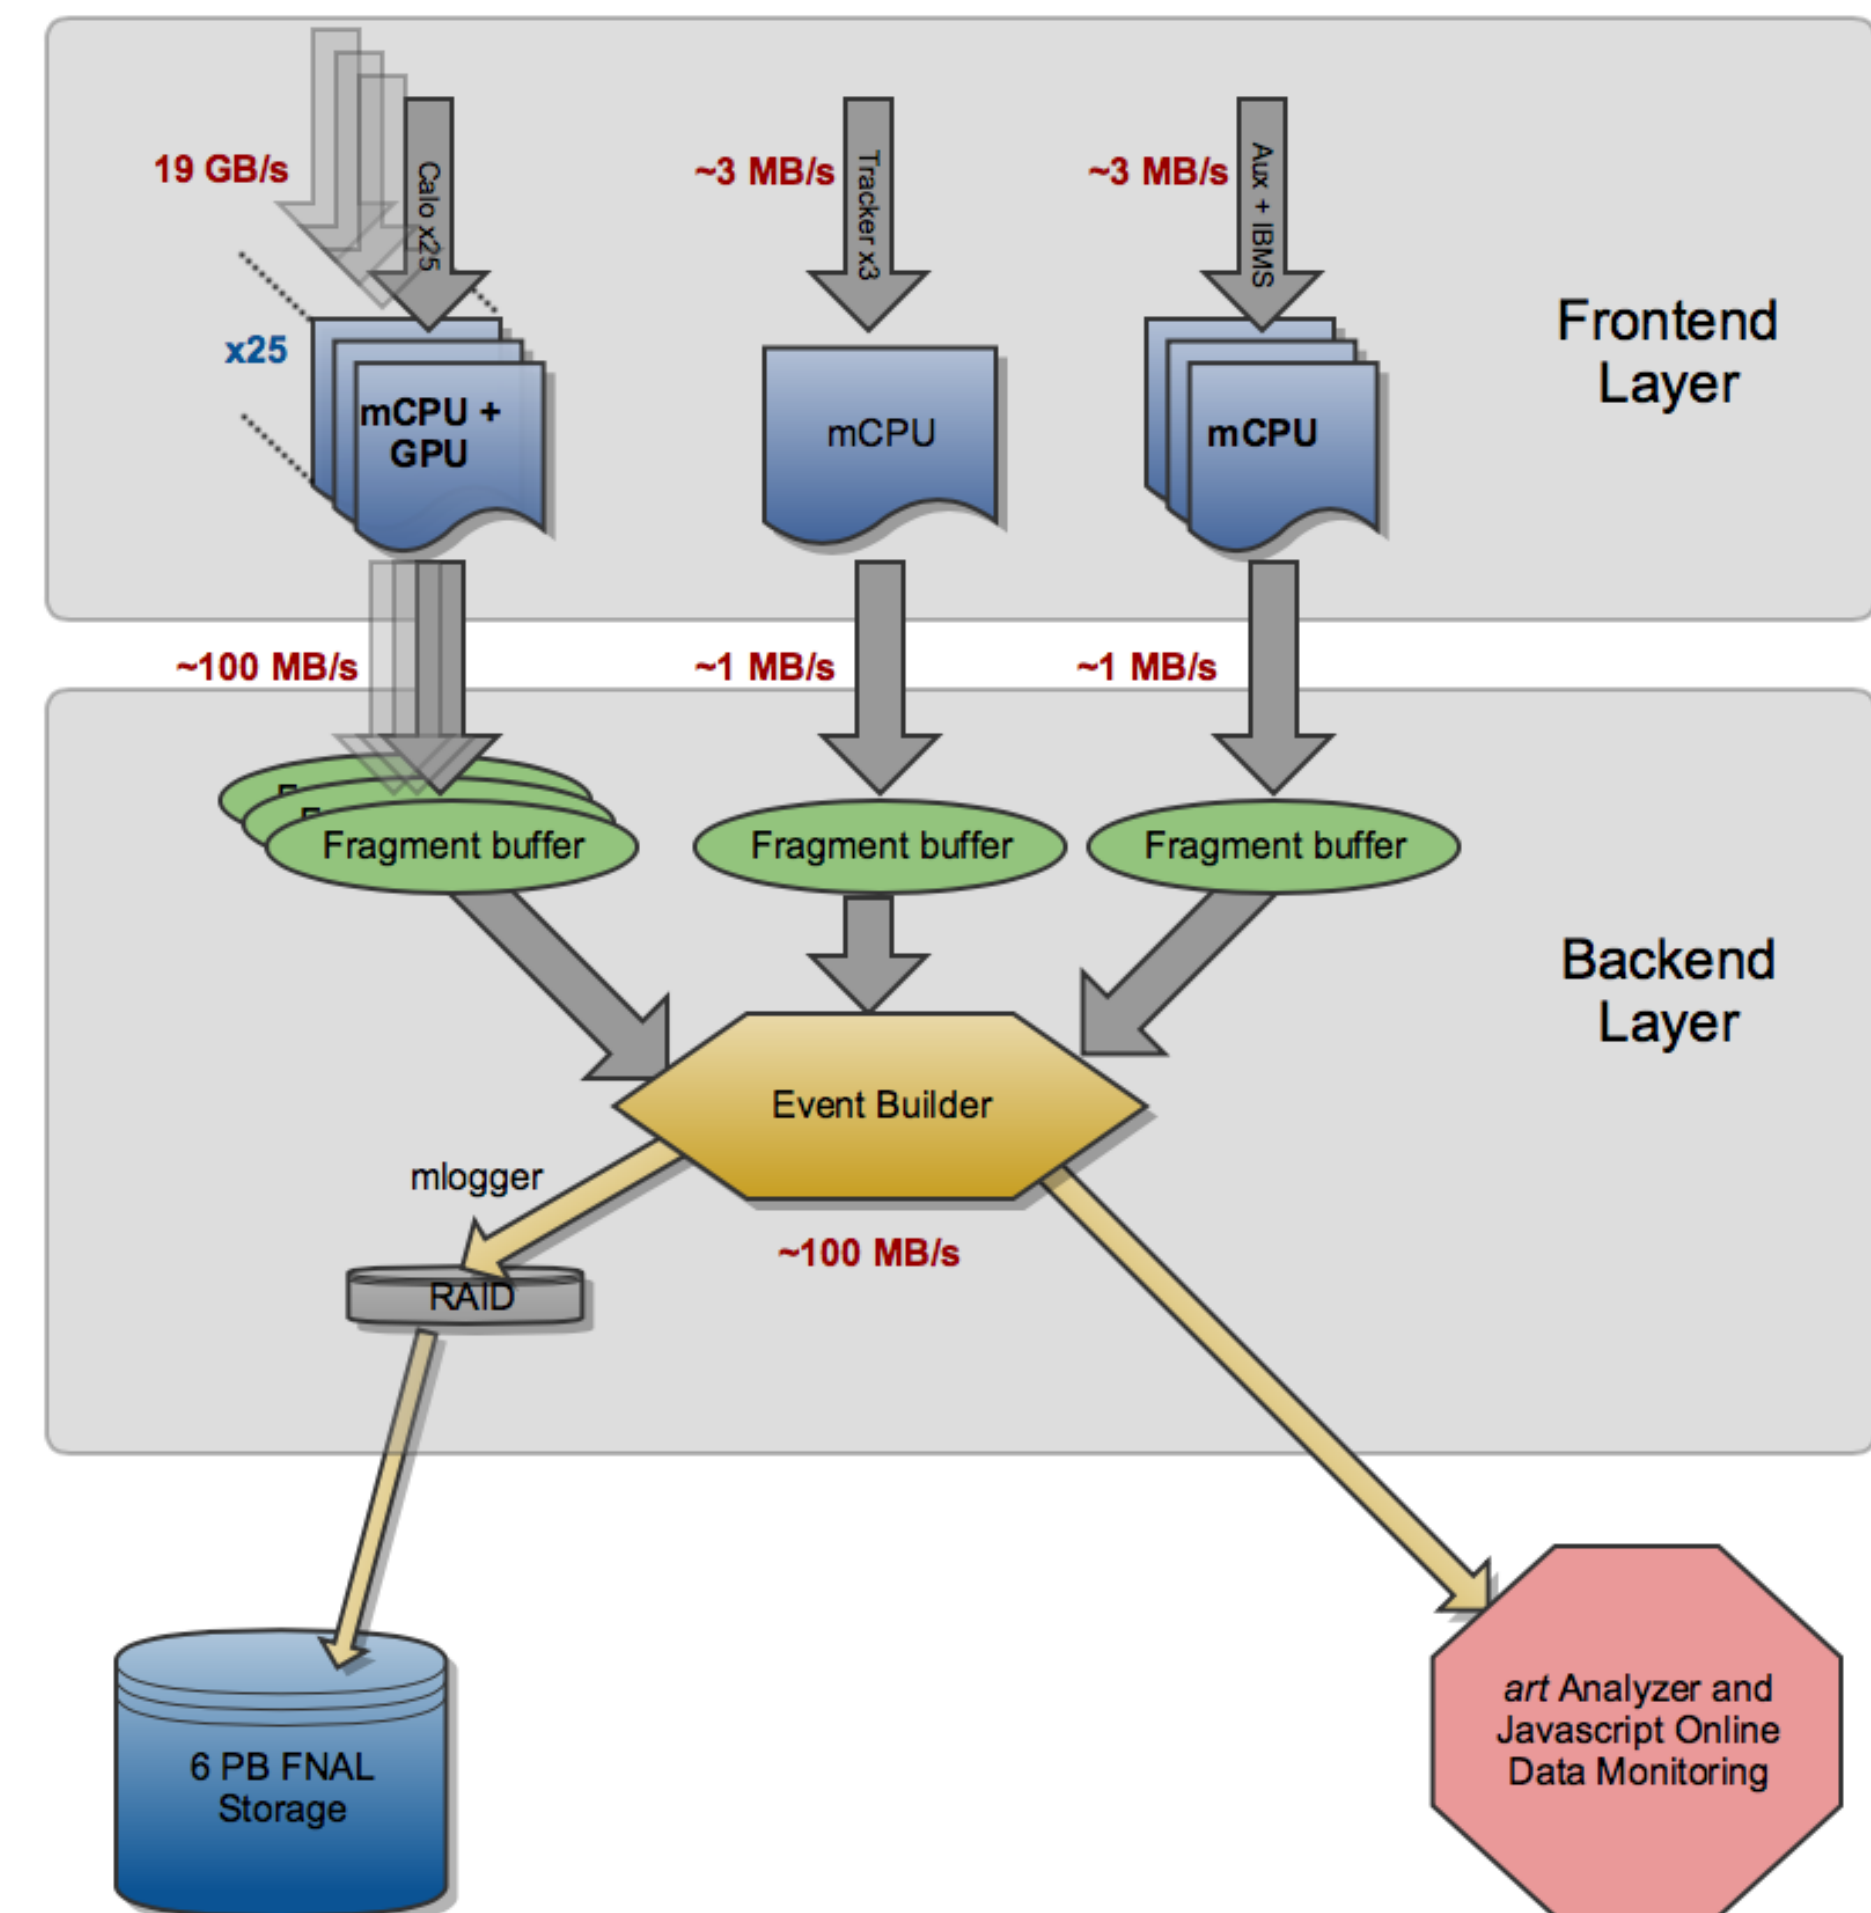 19 GB/s
Calo x25
~3 MB/s
Tracker x3
~3 MB/s
Aux + IBMS
x25
mCPU +
GPU
mCPU
mCPU
Frontend
Layer
~100 MB/s
~1 MB/s
~1 MB/s
Fragment buffer
Fragment buffer
Fragment buffer
Backend
Layer
Event Builder
mlogger
~100 MB/s
RAID
6 PB FNAL
Storage
art Analyzer and
Javascript Online
Data Monitoring